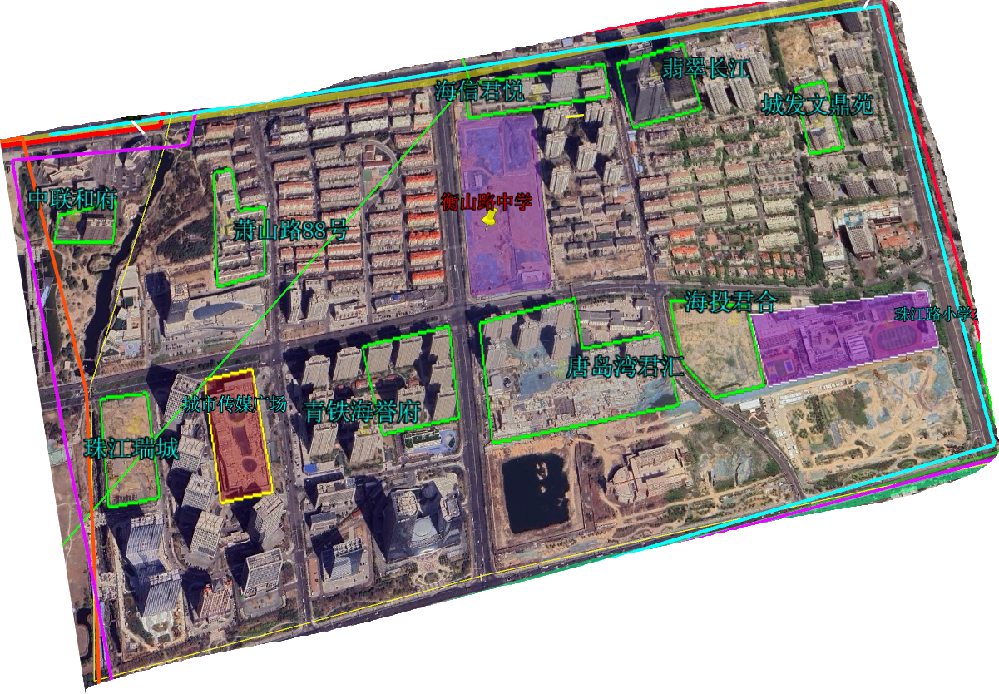 翡翠长江
海信君悦
城发文鼎苑
中联和府
衡山路中学
萧山路88号
海投君合
珠江路小学
唐岛湾君汇
城市传媒广场
青铁海誉府
珠江瑞城